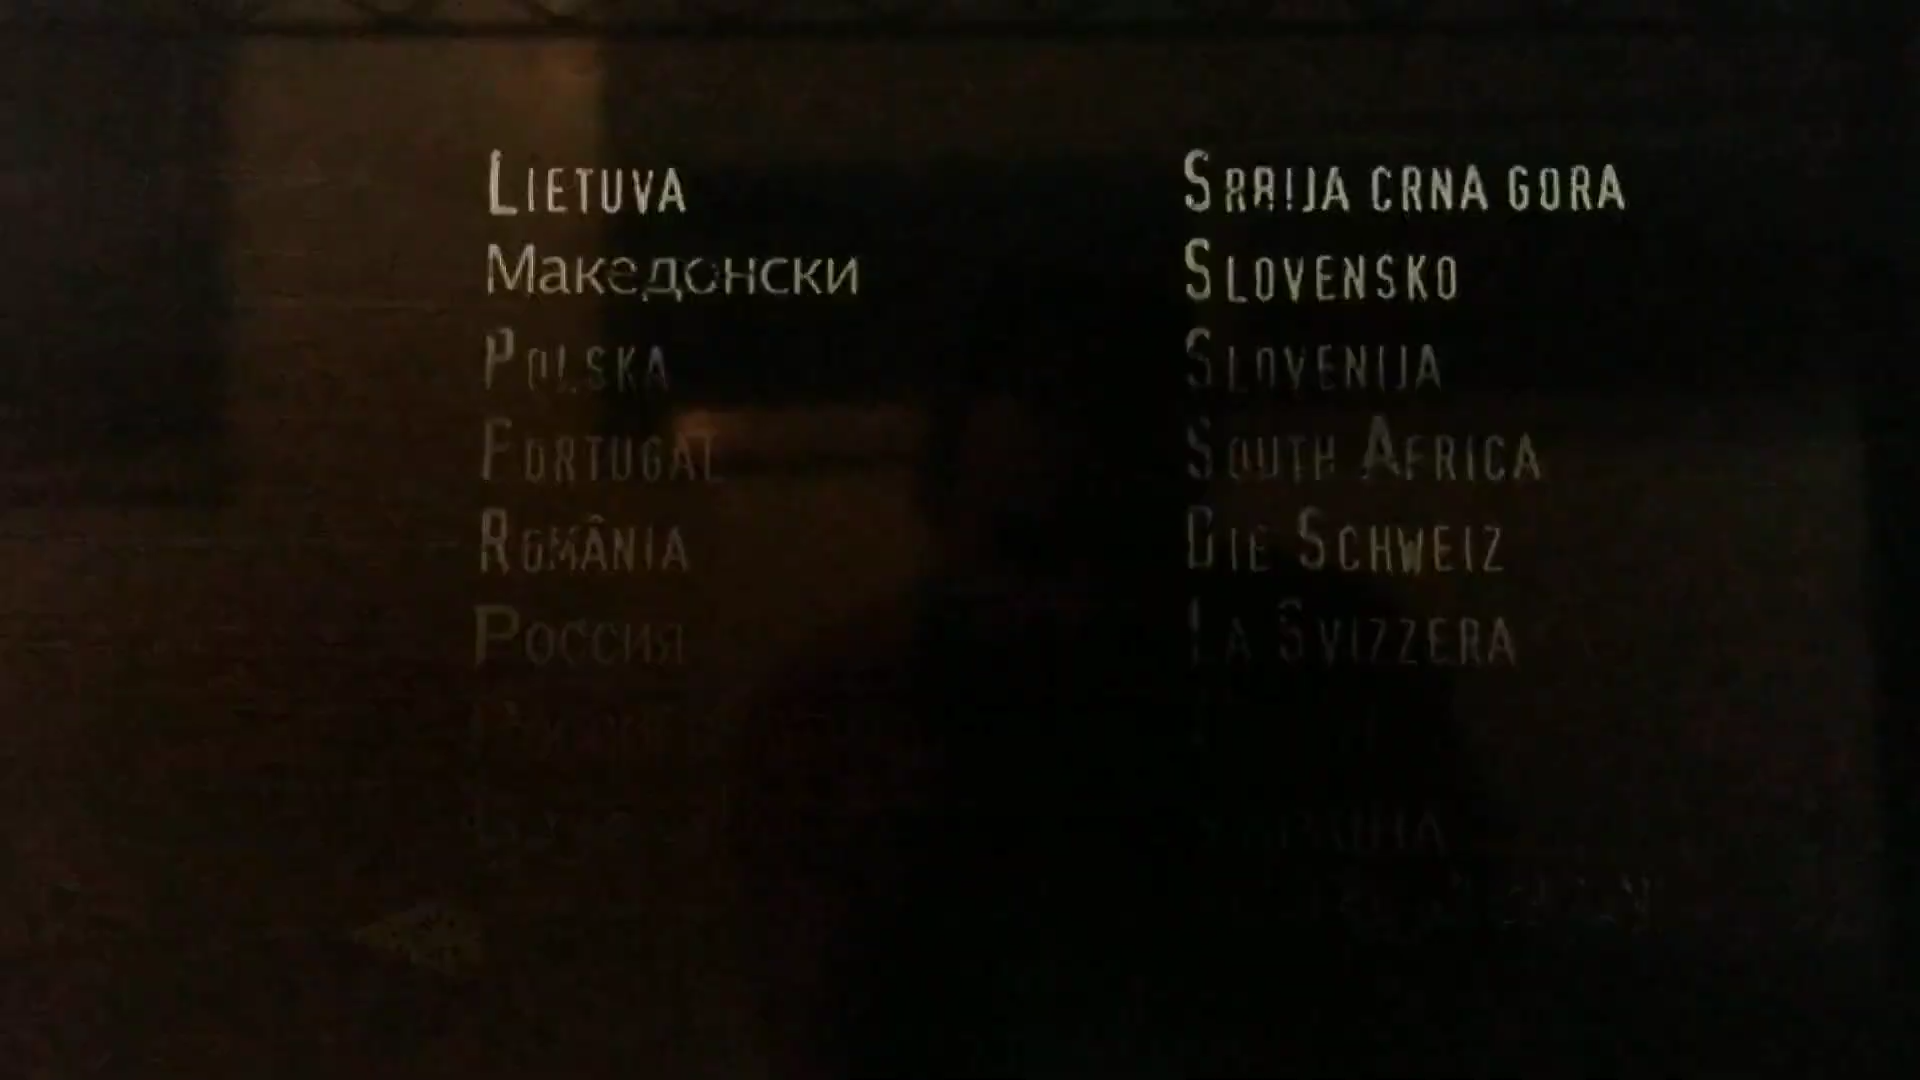 Lietuva
Македонски
Polska
Portugal
România
Россия
Srbija crna gora
Slovensko
Slovenija
South Africa
Die Schweiz
La Svizzera